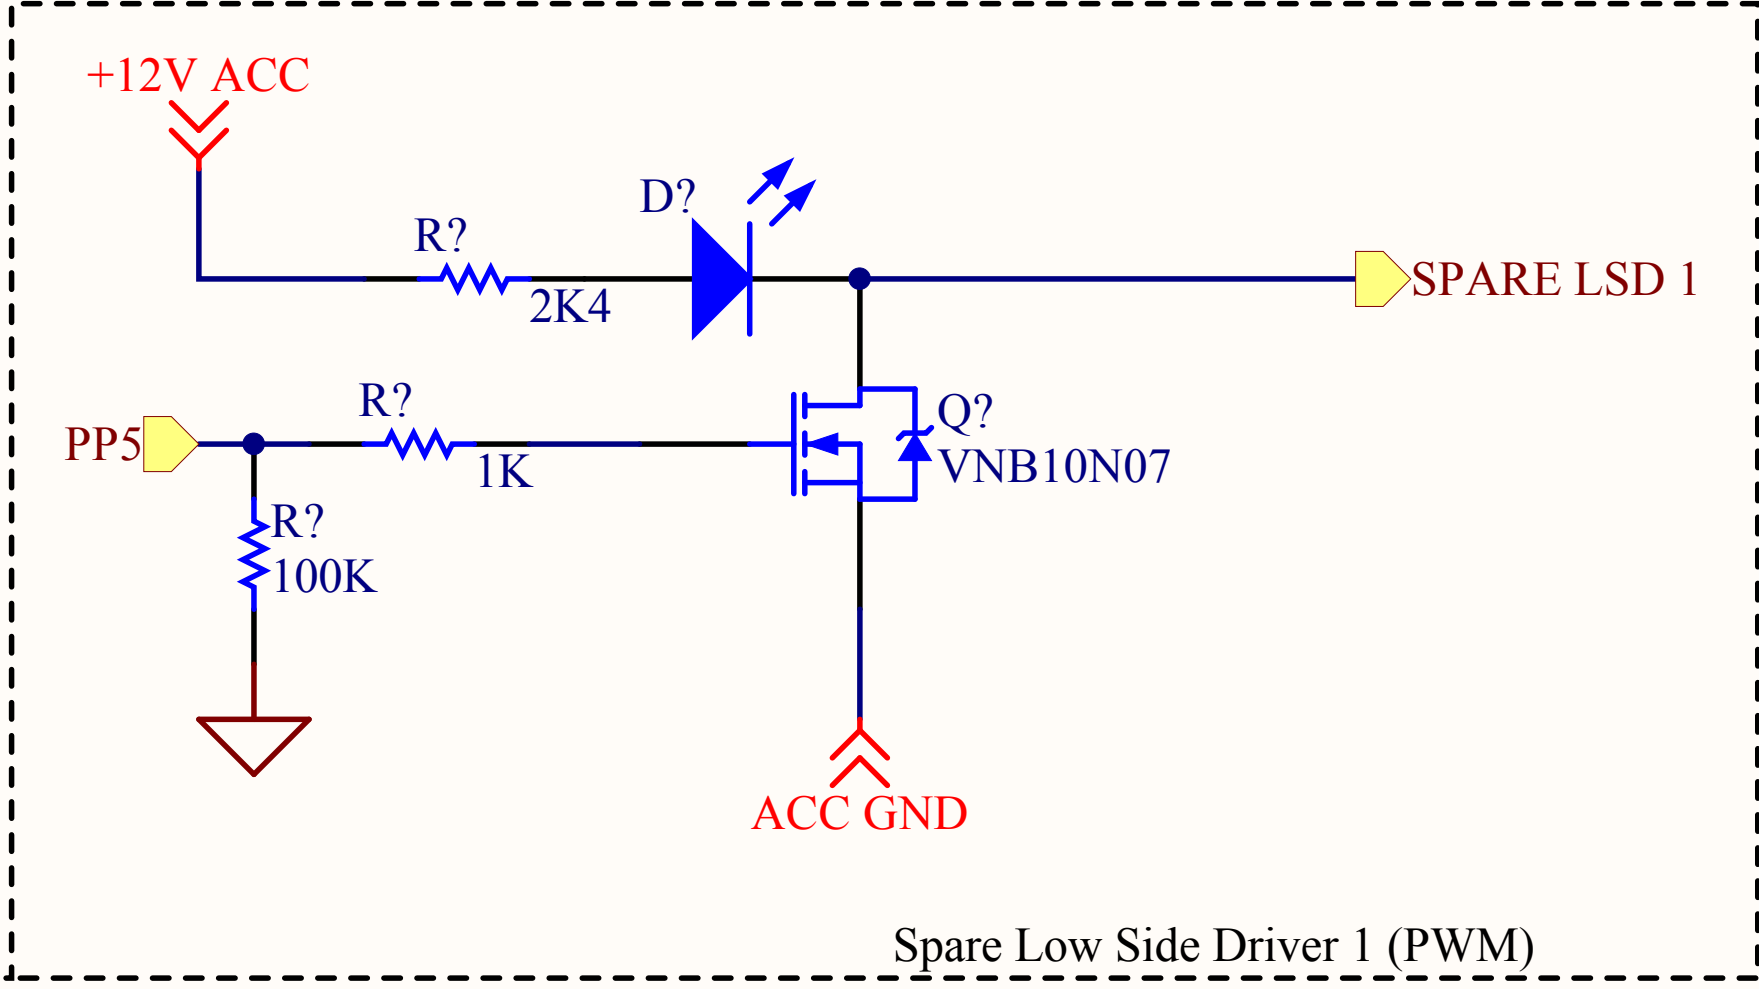 +12V ACC
D?
R?
2K4
SPARE LSD 1
R?
PP5
1K
Q?
VNB10N07
R?
100K
ACC GND
Spare Low Side Driver 1 (PWM)